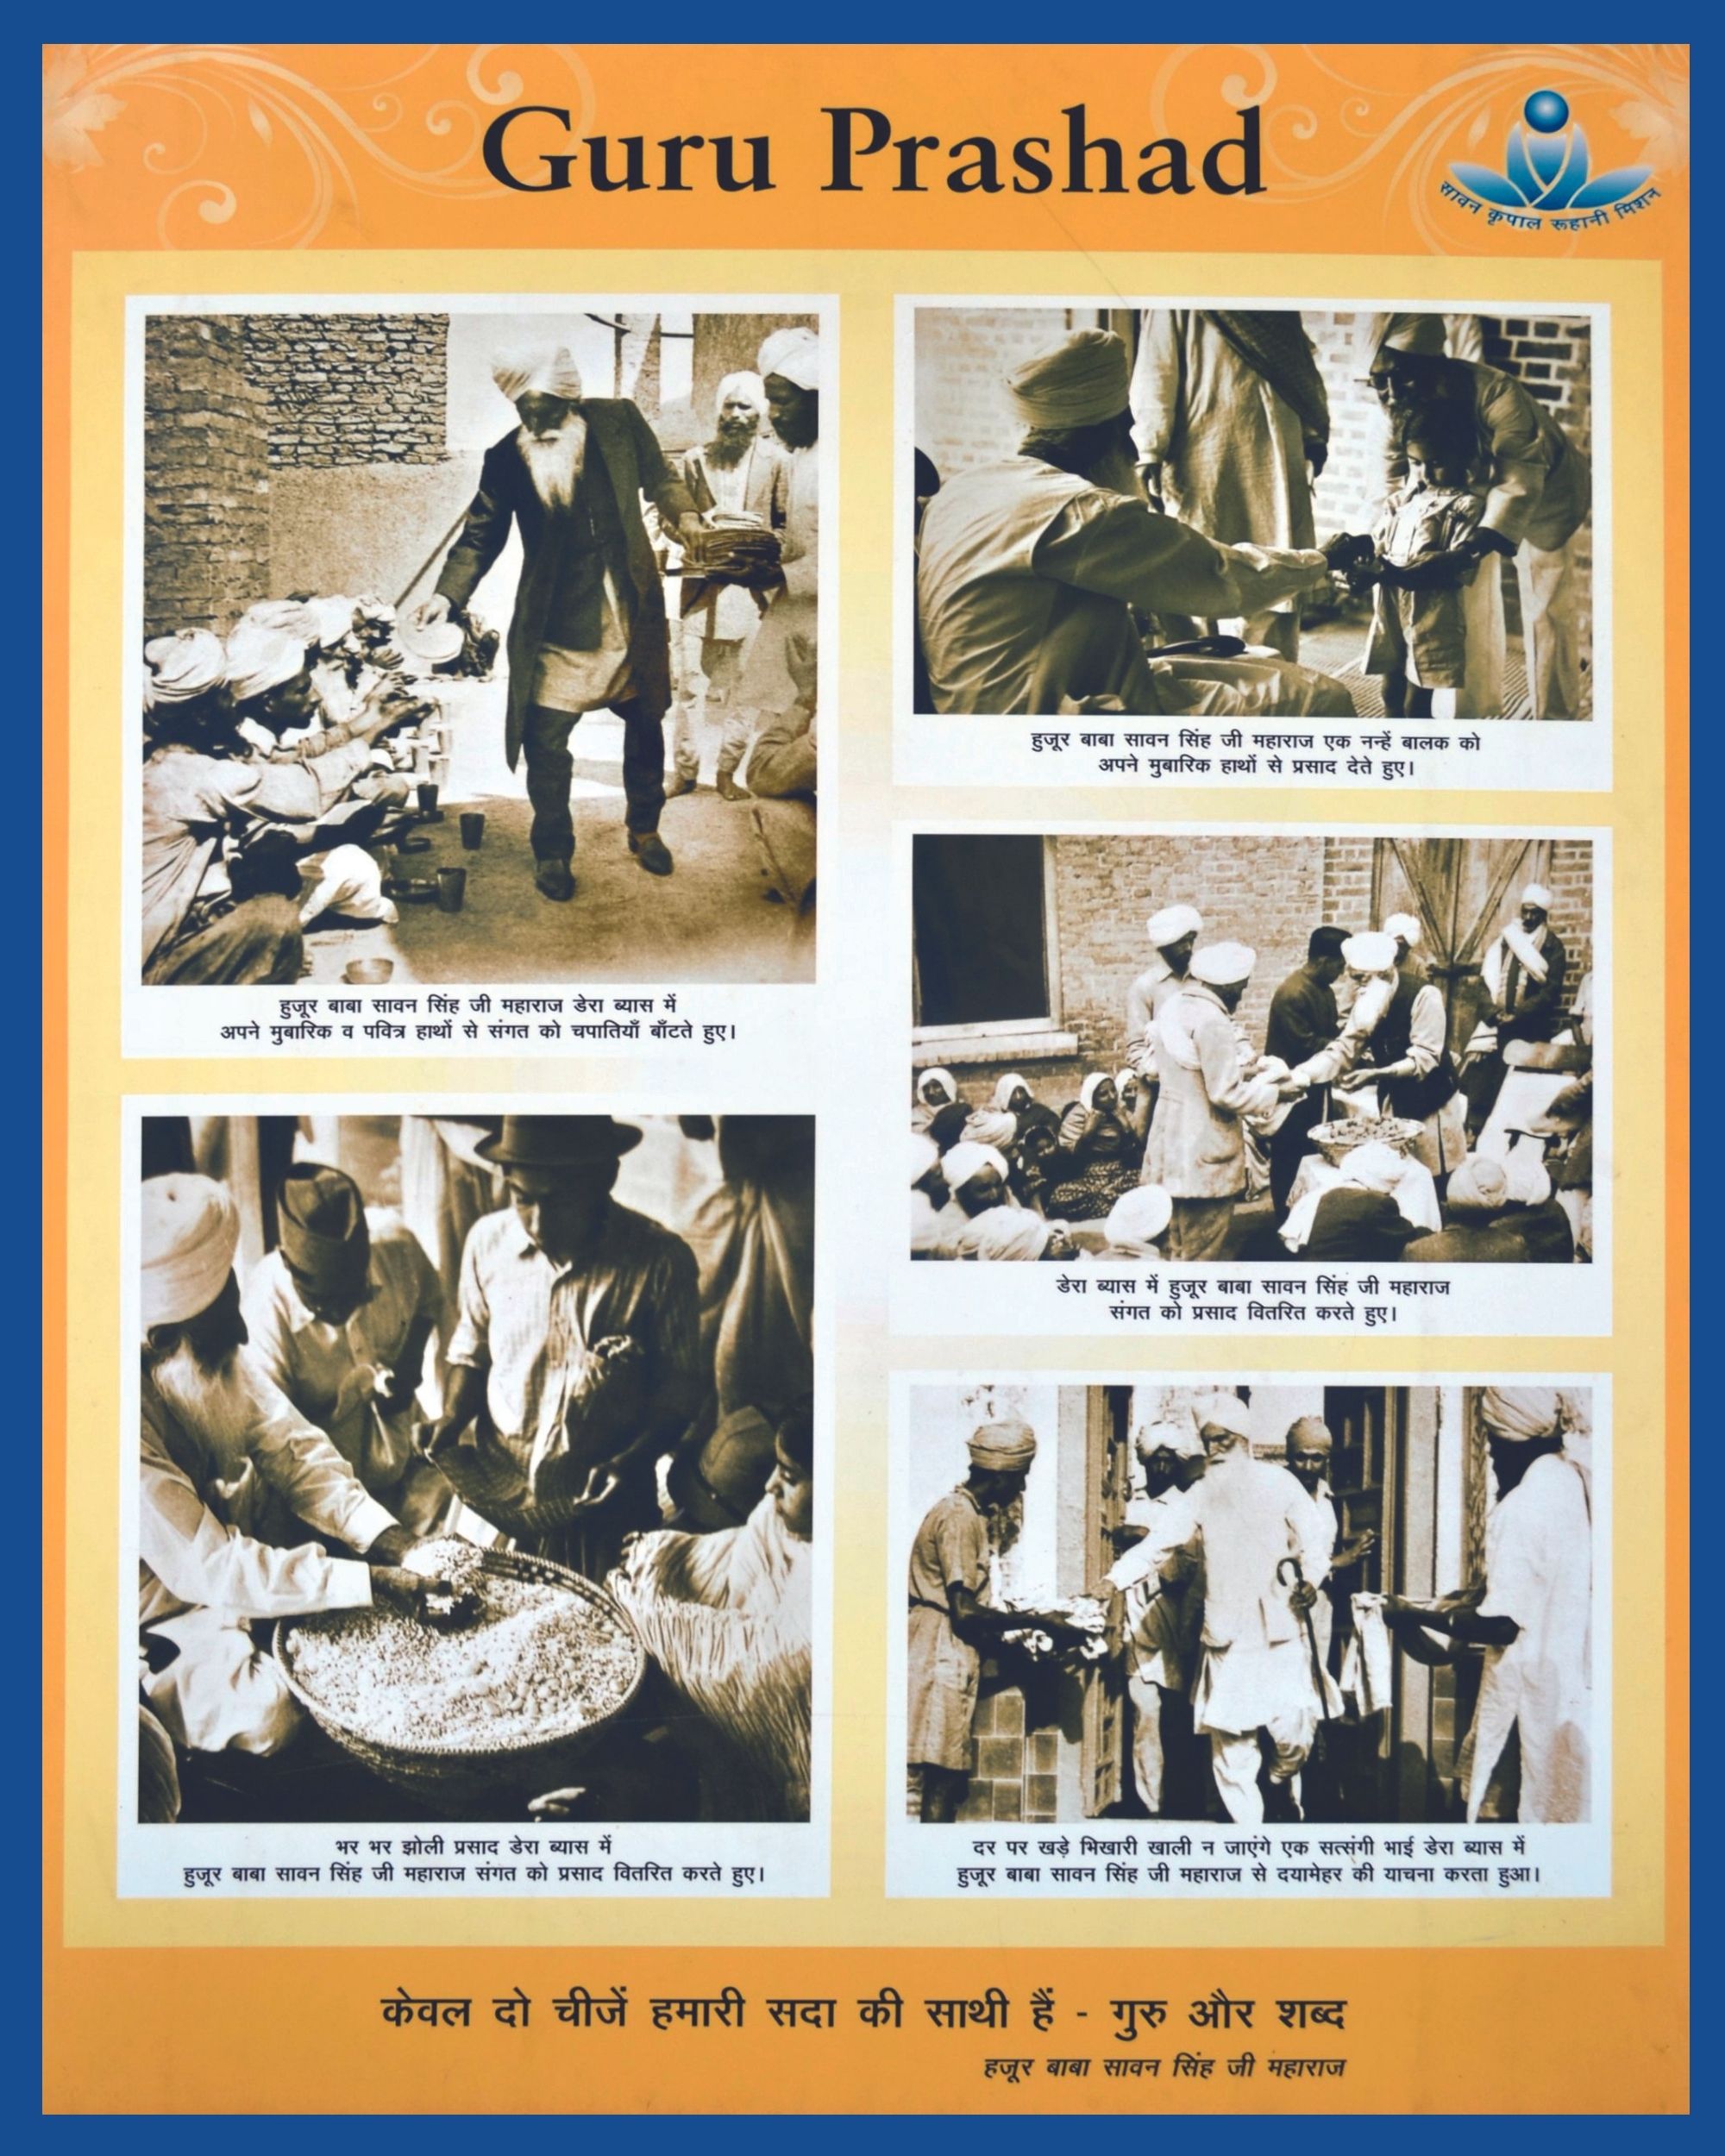 Guru Prashad
सावन कृपाल रूहानी मिशन
हुजूर बाबा सावन सिंह जी महाराज डेरा ब्यास में
अपने मुबारिक व पवित्र हाथों से संगत को चपातियाँ बाँटते हुए।
भर भर झोली प्रसाद डेरा ब्यास में
हुजूर बाबा सावन सिंह जी महाराज संगत को प्रसाद वितरित करते हुए।
हुजूर बाबा सावन सिंह जी महाराज एक नन्हें बालक को
अपने मुबारिक हाथों से प्रसाद देते हुए।
डेरा ब्यास में हुजूर बाबा सावन सिंह जी महाराज
संगत को प्रसाद वितरित करते हुए।
दर पर खड़े भिखारी खाली न जाएंगे एक सत्संगी भाई डेरा ब्यास में
हुजूर बाबा सावन सिंह जी महाराज से दयामेहर की याचना करता हुआ।
केवल दो चीजें हमारी सदा की साथी हैं - गुरु और शब्द
हजूर बाबा सावन सिंह जी महाराज